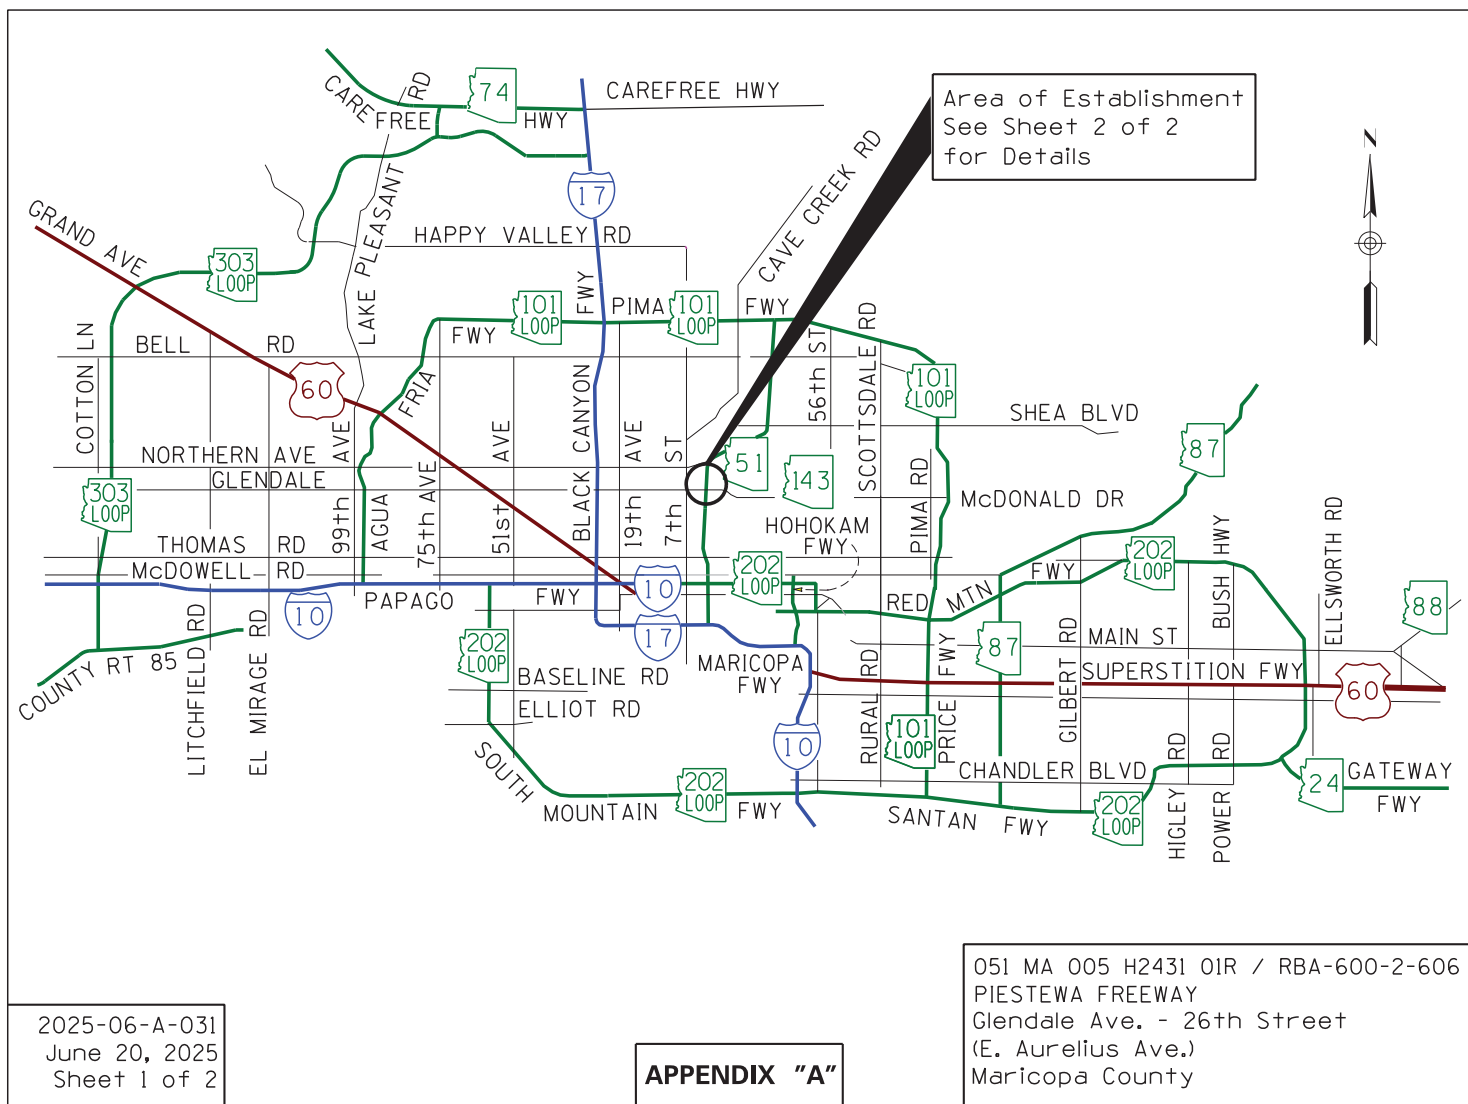 CAREFREE HWY
RD
74
CARE
FREE
HWY
Area of Establishment
See Sheet 2 of 2
for Details
N
17
CAVE CREEK RD
LAKE PLEASANT
GRAND AVE
HAPPY VALLEY RD
303
LOOP
FWY
101
LOOP
PIMA
101
LOOP
FWY
FWY
COTTON LN
BELL
RD
60
FRIA
BLACK CANYON
56th ST
SCOTTSDALE RD
101
LOOP
SHEA BLVD
87
NORTHERN AVE
GLENDALE
99th AVE
AGUA
75th AVE
51st AVE
19th AVE
7th ST
51
143
PIMA RD
McDONALD DR
303
LOOP
HOHOKAM
FWY
THOMAS RD
McDOWELL RD
202
LOOP
FWY
202
LOOP
BUSH HWY
ELLSWORTH RD
10
PAPAGO
FWY
10
RED
MTN
88
17
202
LOOP
87
MAIN ST
COUNTY RT 85
LITCHFIELD RD
EL MIRAGE RD
BASELINE RD
MARICOPA
FWY
SUPERSTITION FWY
60
ELLIOT RD
RURAL RD
PRICE FWY
GILBERT RD
10
101
LOOP
SOUTH
MOUNTAIN
202
LOOP
FWY
CHANDLER BLVD
SANTAN FWY
202
LOOP
HIGLEY RD
POWER RD
24
GATEWAY
FWY
2025-06-A-031
June 20, 2025
Sheet 1 of 2
APPENDIX "A"
051 MA 005 H2431 01R / RBA-600-2-606
PIESTEWA FREEWAY
Glendale Ave. - 26th Street
(E. Aurelius Ave.)
Maricopa County